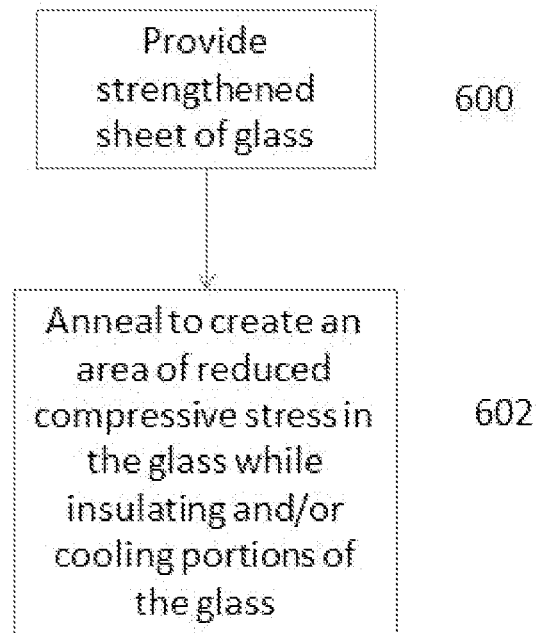 Provide
strengthened
sheet of glass
600
Anneal to create an
area of reduced
compressive stress in
the glass while
insulating and/or
cooling portions of
the glass
602